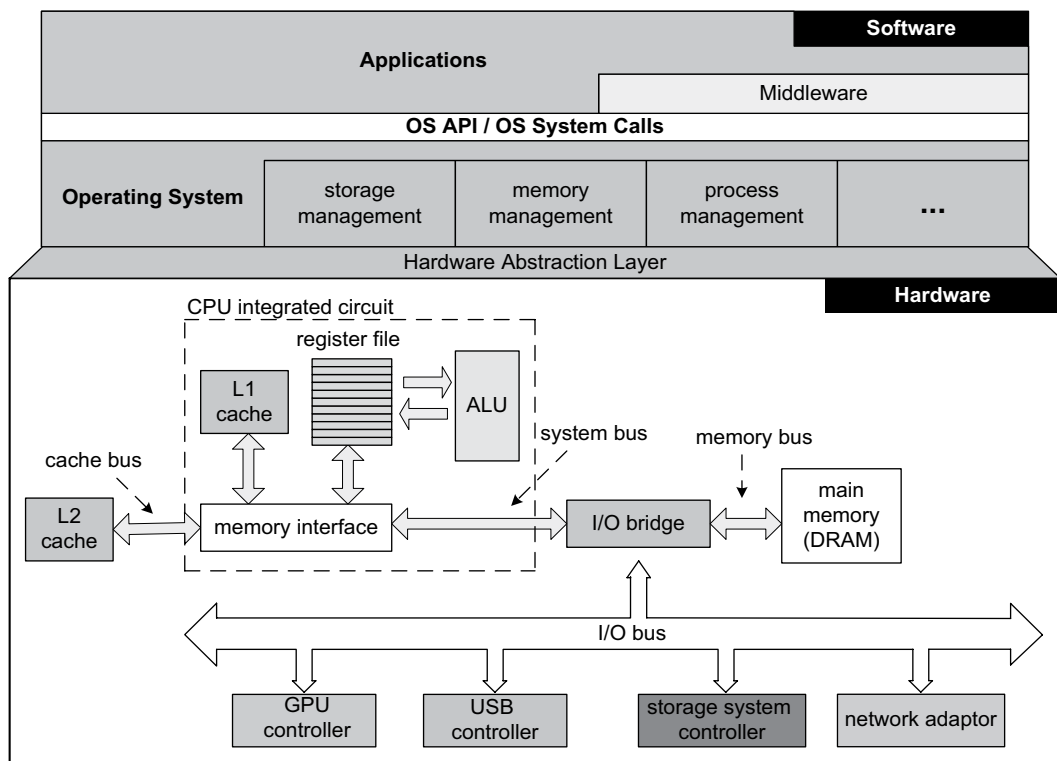 Software
Applications
Middleware
OS API / OS System Calls
Operating System
storage
management
memory
management
process
management
...
Hardware Abstraction Layer
Hardware
CPU integrated circuit
register file
L1
cache
ALU
system bus
memory bus
cache bus
L2
cache
memory interface
I/O bridge
main
memory
(DRAM)
I/O bus
GPU
controller
USB
controller
storage system
controller
network adaptor